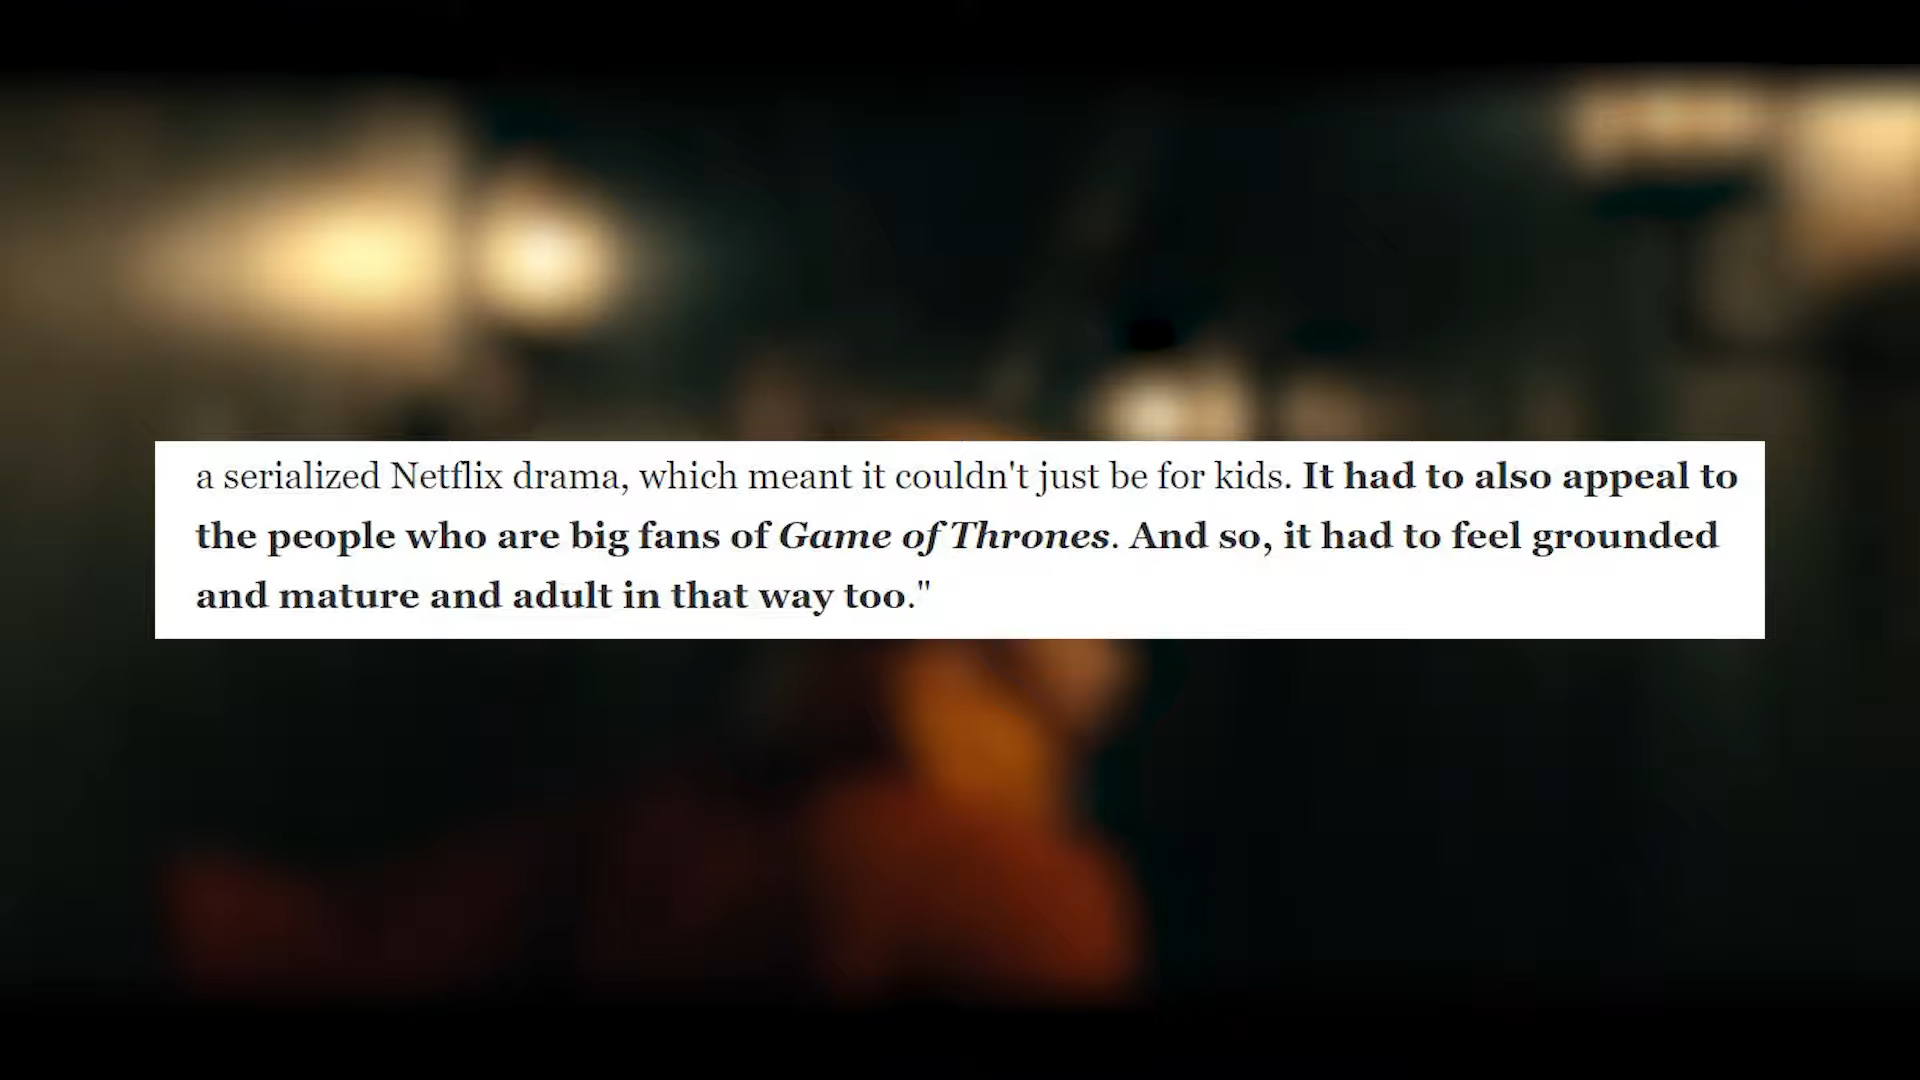 a serialized Netflix drama, which meant it couldn't just be for kids. It had to also appeal to
the people who are big fans of Game of Thrones. And so, it had to feel grounded
and mature and adult in that way too."